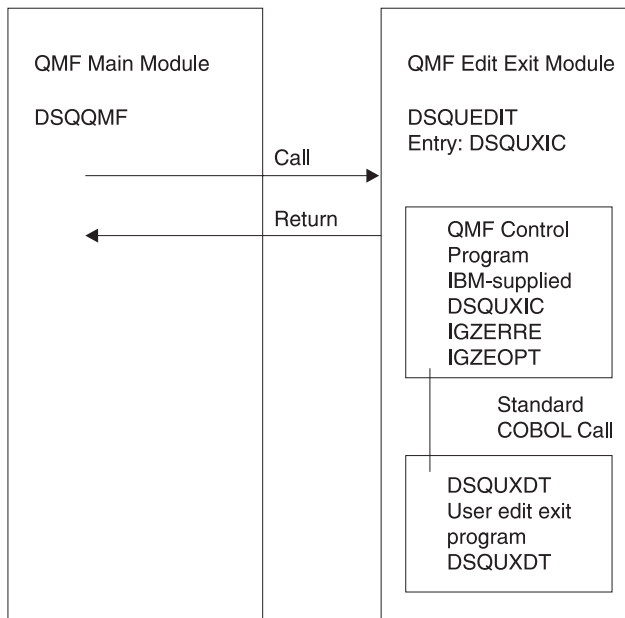 QMF Main Module
DSQQMF
Call
Return
QMF Edit Exit Module
DSQUEDIT
Entry: DSQUXIC
QMF Control
Program
IBM-supplied
DSQUXIC
IGZERRE
IGZEOPT
Standard
COBOL Call
DSQUXDT
User edit exit
program
DSQUXDT